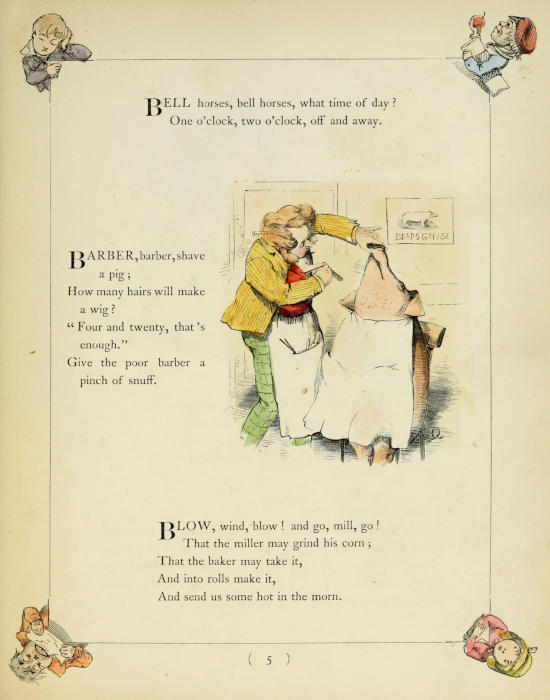 BELL horses, bell horses, what time of day?
One o'clock, two o'clock, off and away.
BARBER, barber, shave
a pig;
How many hairs will make
a wig?
"Four and twenty, that's
enough."
Give the poor barber a
pinch of snuff.
BLOW, wind, blow! and go, mill, go!
That the miller may grind his corn;
That the baker may take it,
And into rolls make it,
And send us some hot in the morn.
( 5 )